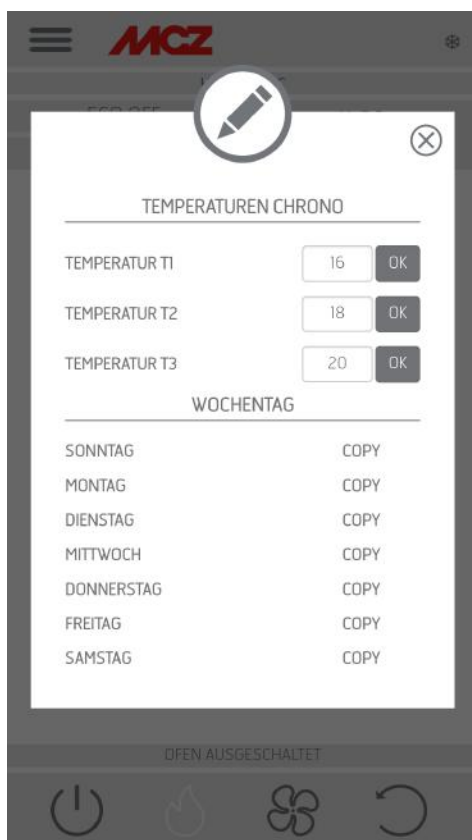 MCZ
TEMPERATUREN CHRONO
TEMPERATUR T1 16 OK
TEMPERATUR T2 18 OK
TEMPERATUR T3 20 OK
WOCHENTAG
SONNTAG COPY
MONTAG COPY
DIENSTAG COPY
MITTWOCH COPY
DONNERSTAG COPY
FREITAG COPY
SAMSTAG COPY
OFEN AUSGESCHALTET